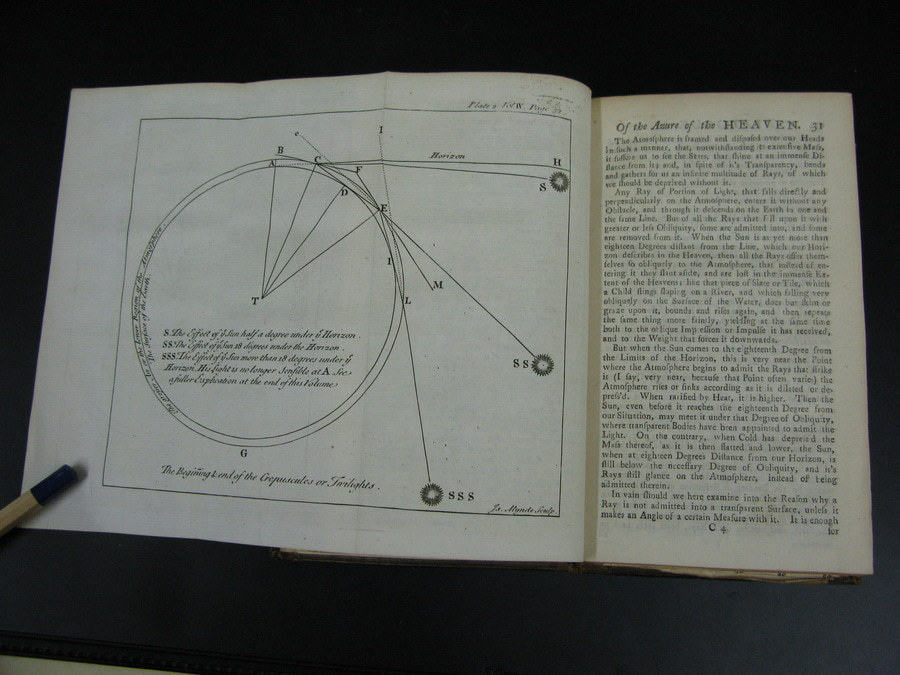 Plate 9 Vol. IV. Page
e
1
B
A
C
F
Horizon
H
S
D
E
1
M
T
L
the lower Region of the Atmosphere
The Surface of the Earth
S. The Effect of yͤ Sun half a degree under yͤ Horizon.
SS. The Effect of yͤ Sun 18 degrees under the Horizon.
SSS. The Effect of yͤ Sun more than 18 degrees under yͤ
Horizon. His Light is no longer Sensible at A. See
a fuller Explication at the end of this Volume
S S
G
The Begin̄ing & end of the Crepuscules or Twilights.
S S S
Js. Mynde Sculp.
Of the Azure of the HEAVEN. 31
The Atmosphere is framed and disposed over our Heads
in such a manner, that, notwithstanding its excessive Mass,
it suffers us to see the Stars, that shine at an immense Di-
stance from us; and, in spite of it's Transparency, bends
and gathers for us an infinite multitude of Rays, of which
we should be deprived without it.
Any Ray or Portion of Light, that falls directly and
perpendicularly on the Atmosphere, enters it without any
Obstacle, and through it descends on the Earth in one and
the same Line. But of all the Rays that fall upon it with
greater or less Obliquity, some are admitted into, and some
are removed from it. When the Sun is as yet more than
eighteen Degrees distant from the Line, which our Hori-
zon describes in the Heaven, then all the Rays offer them-
selves so obliquely to the Atmosphere, that instead of en-
tering it they slant aside, and are lost in the immense Ex-
tent of the Heavens; like that piece of Slate or Tile, which
a Child flings sloping on a River, and which falling very
obliquely on the Surface of the Water, does but skim or
graze upon it, bounds and rises again, and then repeats
the same thing more faintly, yielding at the same time
both to the oblique Impression or Impulse it has received,
and to the Weight that forces it downwards.
But when the Sun comes to the eighteenth Degree from
the Limits of the Horizon, this is very near the Point
where the Atmosphere begins to admit the Rays that strike
it (I say, very near, because that Point often varies) the
Atmosphere rises or sinks according as it is dilated or de-
press'd. When rarified by Heat, it is higher. Then the
Sun, even before it reaches the eighteenth Degree from
our Situation, may meet it under that Degree of Obliquity,
where transparent Bodies have been appointed to admit the
Light. On the contrary, when Cold has depressd the
Mass thereof, as it is then flatted and lower, the Sun,
when at eighteen Degrees Distance from our Horizon, is
still below the necessary Degree of Obliquity, and it's
Rays still glance on the Atmosphere, instead of being
admitted therein.
In vain should we here examine into the Reason why a
Ray is not admitted into a transparent Surface, unless it
makes an Angle of a certain Measure with it. It is enough
C 4
for